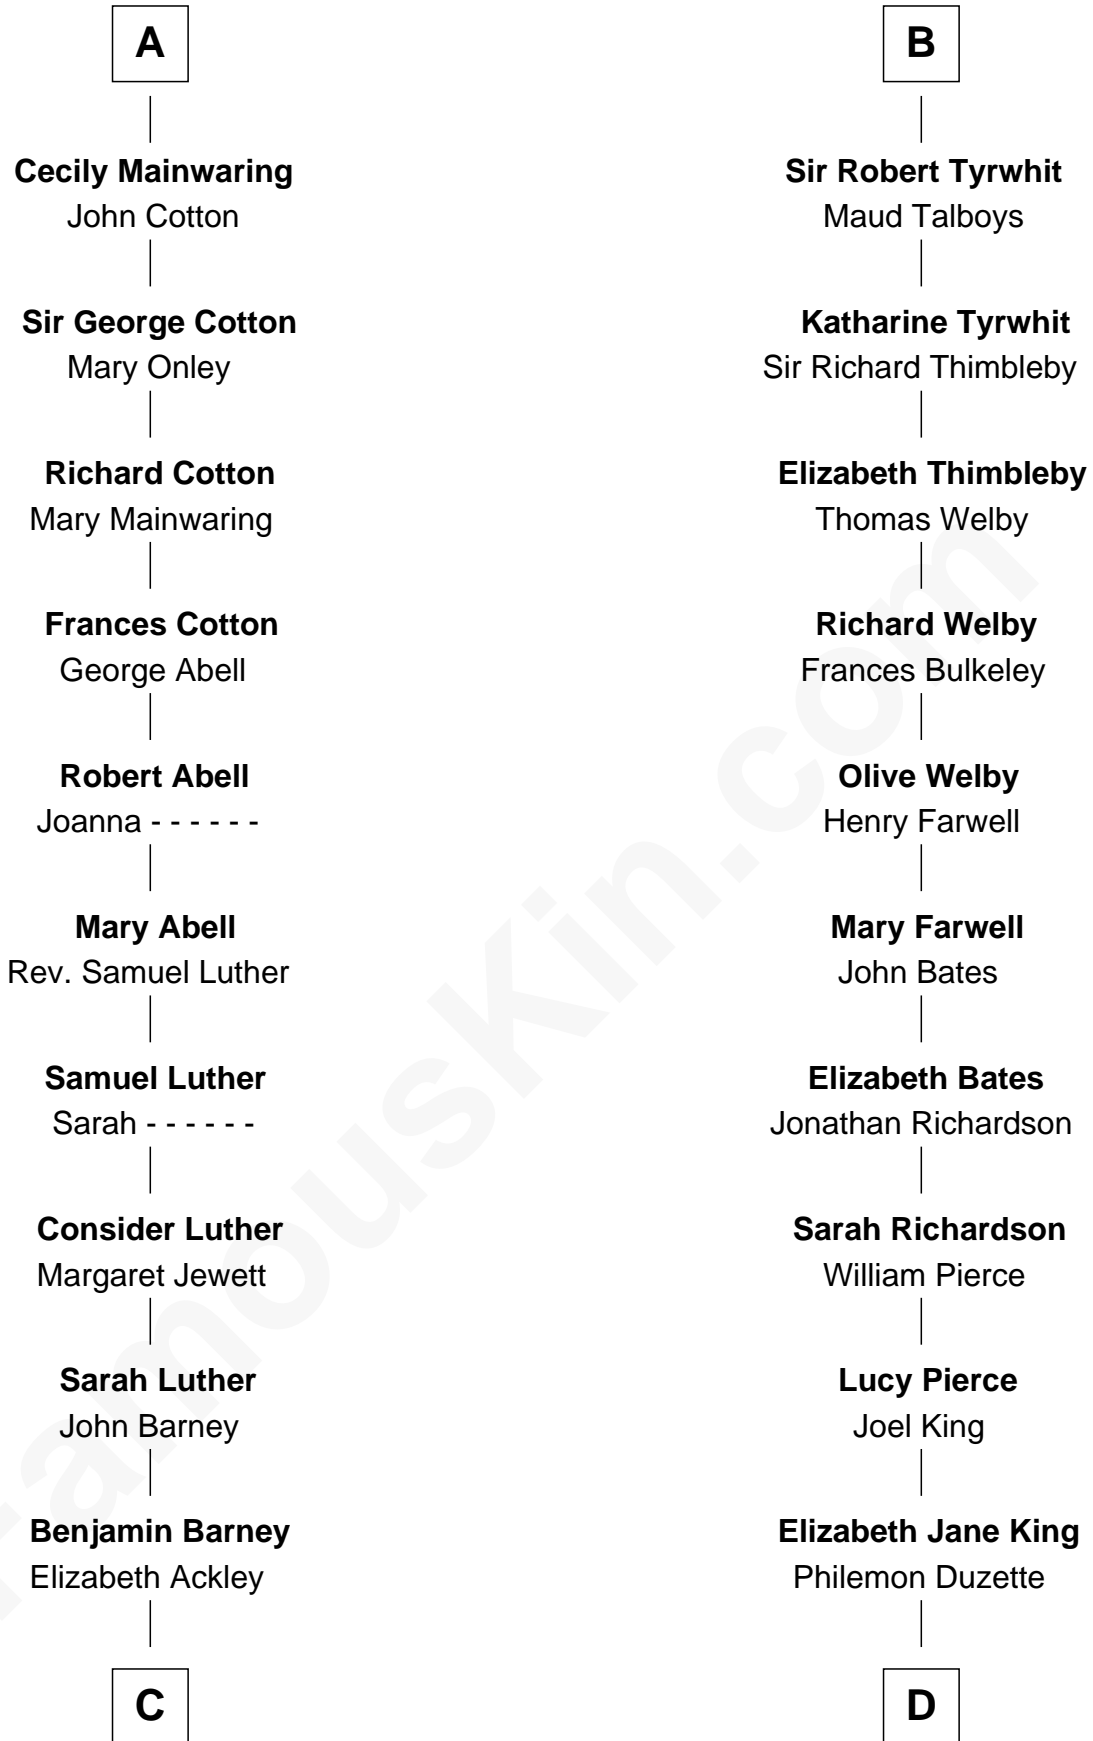 A
Cecily Mainwaring
John Cotton
Sir George Cotton
Mary Onley
Richard Cotton
Mary Mainwaring
Frances Cotton
George Abell
Robert Abell
Joanna - - - - - -
Mary Abell
Rev. Samuel Luther
Samuel Luther
Sarah - - - - - -
Consider Luther
Margaret Jewett
Sarah Luther
John Barney
Benjamin Barney
Elizabeth Ackley
C
B
Sir Robert Tyrwhit
Maud Talboys
Katharine Tyrwhit
Sir Richard Thimbleby
Elizabeth Thimbleby
Thomas Welby
Richard Welby
Frances Bulkeley
Olive Welby
Henry Farwell
Mary Farwell
John Bates
Elizabeth Bates
Jonathan Richardson
Sarah Richardson
William Pierce
Lucy Pierce
Joel King
Elizabeth Jane King
Philemon Duzette
D
FamousKin.com